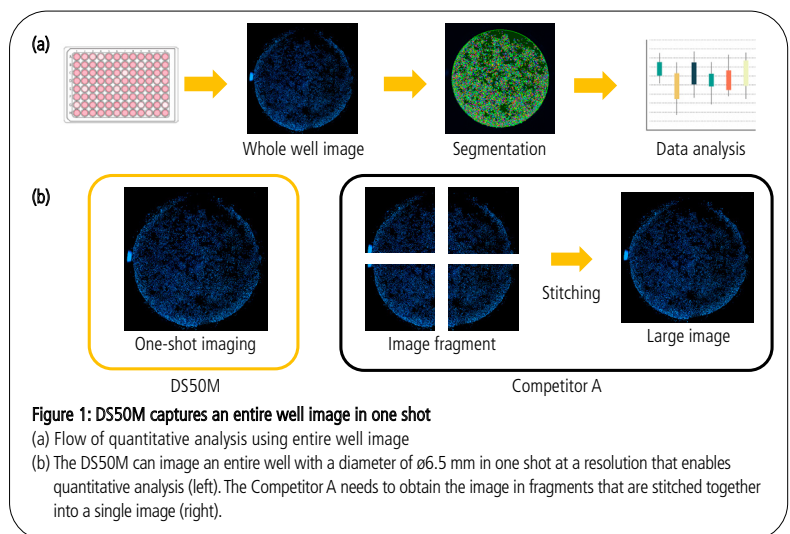 (a)
Whole well image
Segmentation
Data analysis
(b)
One-shot imaging
Image fragment
Stitching
Large image
DS50M
Competitor A
Figure 1: DS50M captures an entire well image in one shot
(a) Flow of quantitative analysis using entire well image
(b) The DS50M can image an entire well with a diameter of ø6.5 mm in one shot at a resolution that enables
quantitative analysis (left). The Competitor A needs to obtain the image in fragments that are stitched together
into a single image (right).